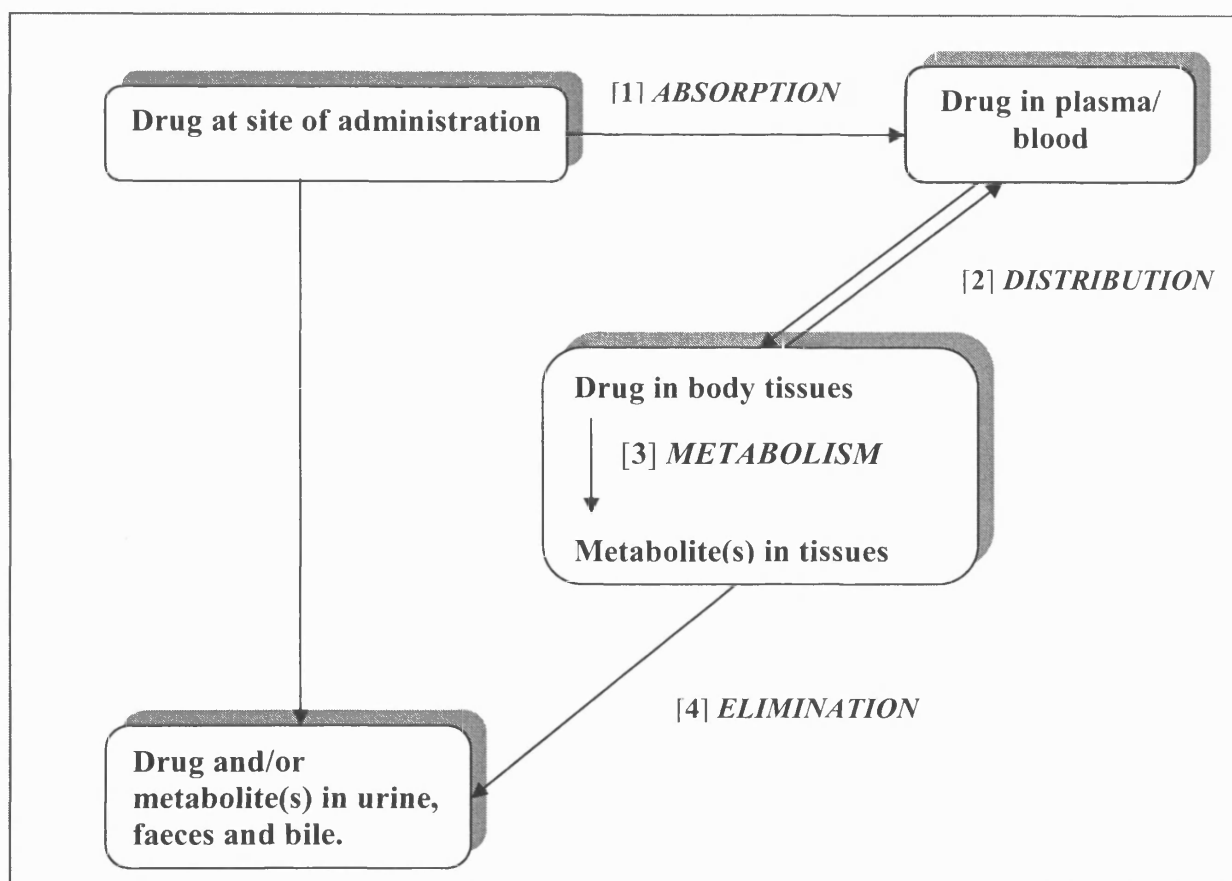 Drug at site of administration
[1] ABSORPTION
Drug in plasma/
blood
[2] DISTRIBUTION
Drug in body tissues
[3] METABOLISM
Metabolite(s) in tissues
[4] ELIMINATION
Drug and/or
metabolite(s) in urine,
faeces and bile.